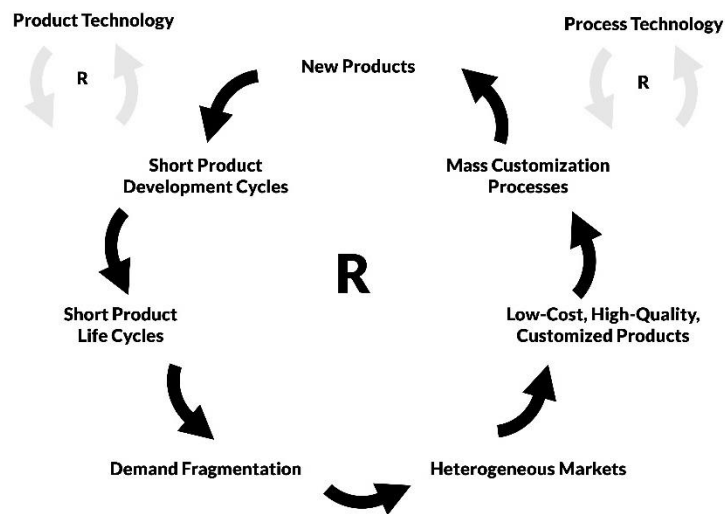 Product Technology
Process Technology
R
R
New Products
Short Product
Development Cycles
Mass Customization
Processes
R
Short Product
Life Cycles
Low-Cost, High-Quality,
Customized Products
Demand Fragmentation
Heterogeneous Markets